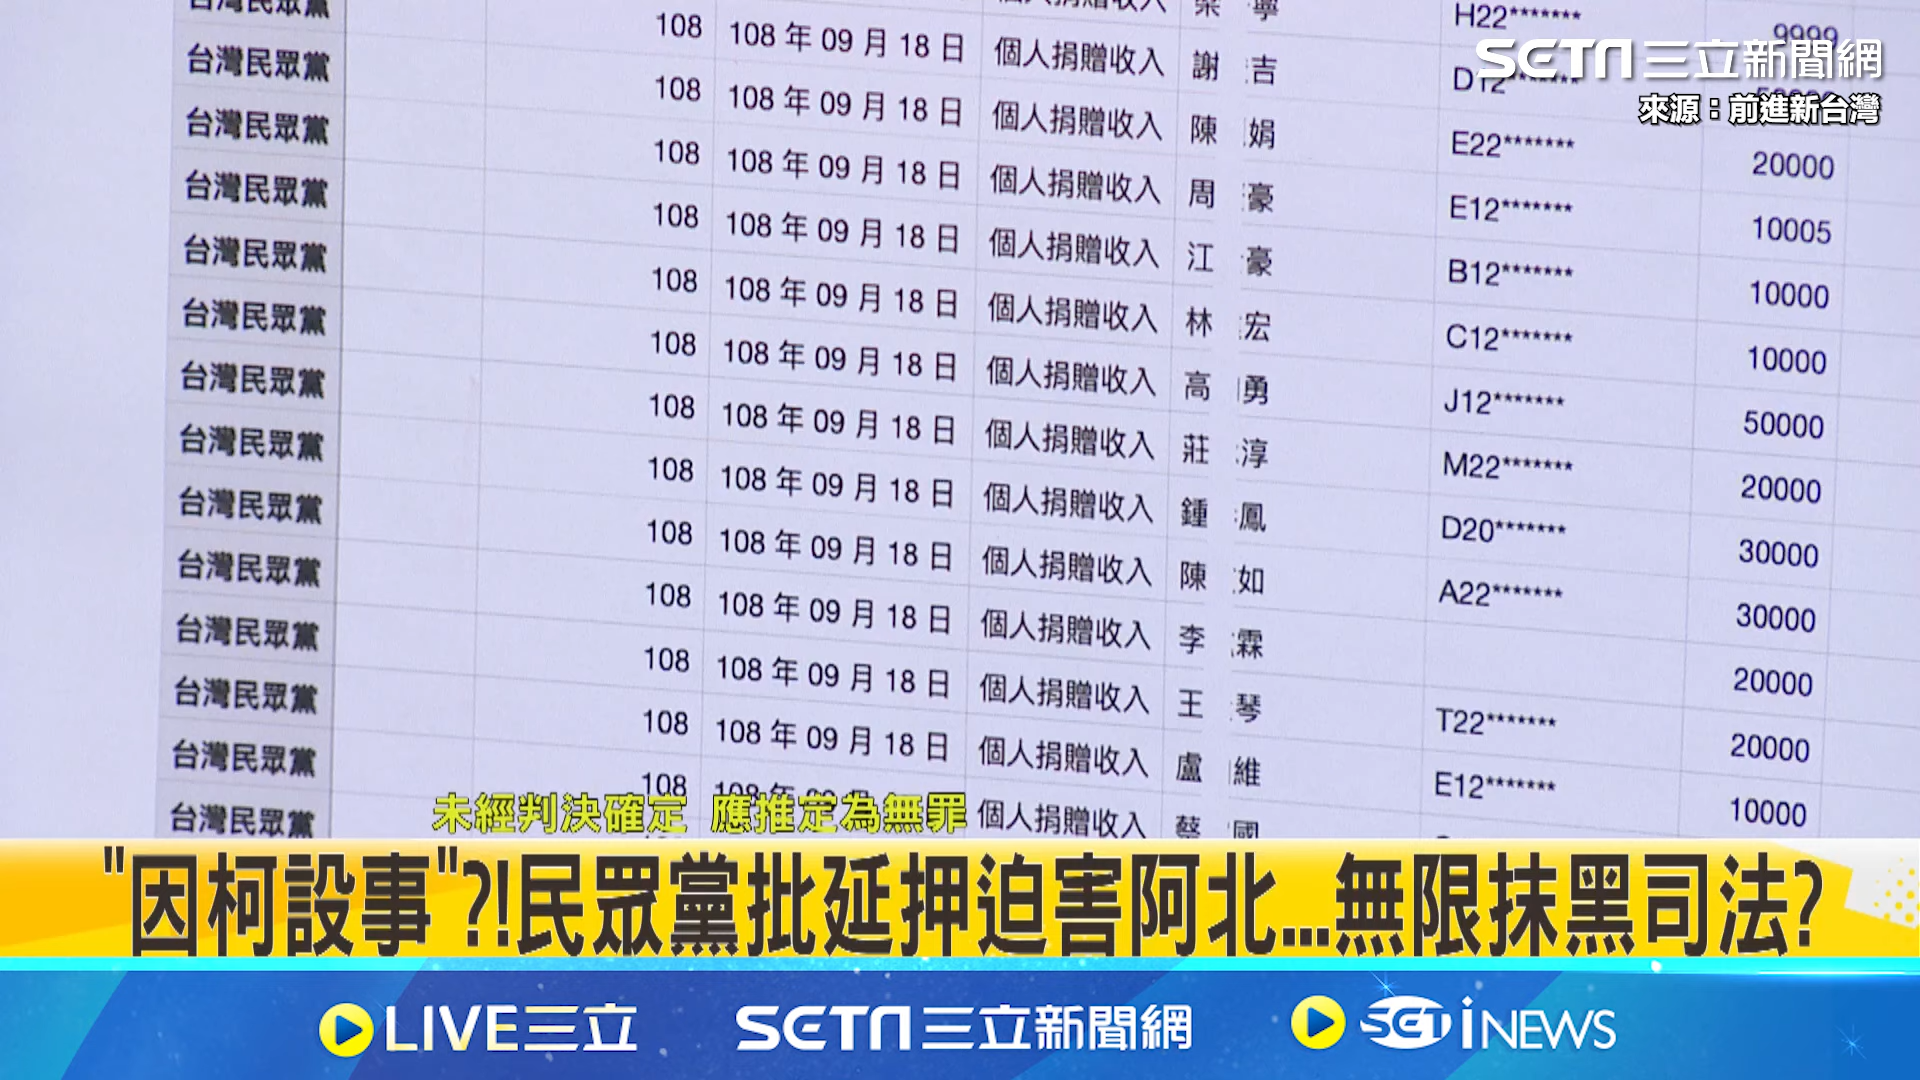 台灣民眾黨 108 108 年 09 月 18 日 個人捐贈收入 謝 吉 H22******* 9999
台灣民眾黨 108 108 年 09 月 18 日 個人捐贈收入 陳 娟 D12*******
台灣民眾黨 108 108 年 09 月 18 日 個人捐贈收入 周 豪 E22******* 20000
台灣民眾黨 108 108 年 09 月 18 日 個人捐贈收入 江 豪 E12******* 10005
台灣民眾黨 108 108 年 09 月 18 日 個人捐贈收入 林 宏 B12******* 10000
台灣民眾黨 108 108 年 09 月 18 日 個人捐贈收入 高 勇 C12******* 10000
台灣民眾黨 108 108 年 09 月 18 日 個人捐贈收入 莊 淳 J12******* 50000
台灣民眾黨 108 108 年 09 月 18 日 個人捐贈收入 鍾 鳳 M22******* 20000
台灣民眾黨 108 108 年 09 月 18 日 個人捐贈收入 陳 如 D20******* 30000
台灣民眾黨 108 108 年 09 月 18 日 個人捐贈收入 李 霖 A22******* 30000
台灣民眾黨 108 108 年 09 月 18 日 個人捐贈收入 王 琴 20000
台灣民眾黨 108 108 年 09 月 18 日 個人捐贈收入 盧 維 T22******* 20000
台灣民眾黨 108 個人捐贈收入 蔡 國 E12******* 10000
SETN三立新聞網
來源：前進新台灣
未經判決確定 應推定為無罪
"因柯設事"?!民眾黨批延押迫害阿北...無限抹黑司法?
LIVE三立 SETN三立新聞網 SET iNEWS